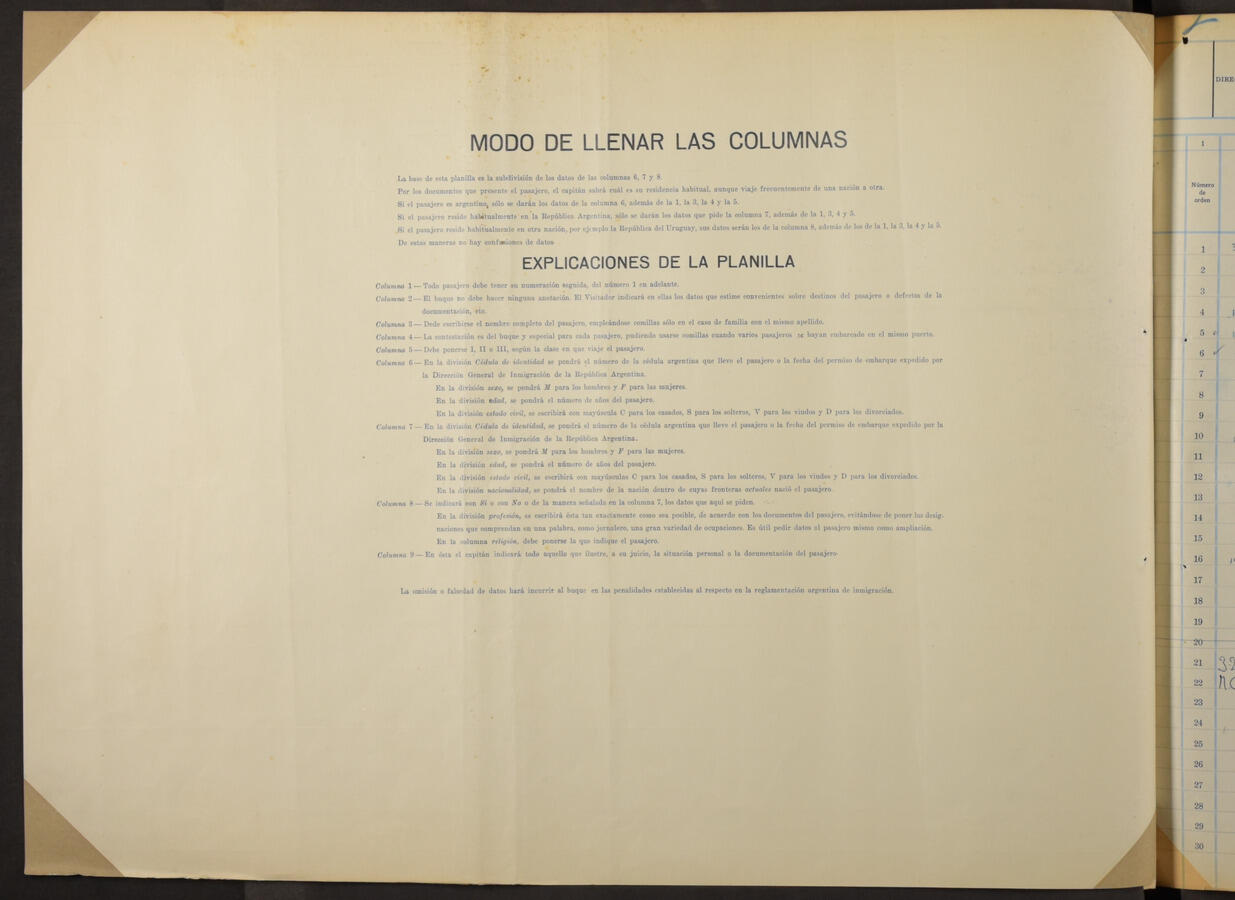 MODO DE LLENAR LAS COLUMNAS
La base de esta planilla es la subdivisión de los datos de las columnas 6, 7 y 8.
Por los documentos que presente el pasajero, el capitán sabrá cuál es su residencia habitual, aunque viaje frecuentemente de una nación a otra.
Si el pasajero es argentino, sólo se darán los datos de la columna 6, además de la 1, la 3, la 4 y la 5.
Si el pasajero reside habitualmente en la República Argentina, sólo se darán los datos que pide la columna 7, además de la 1, 3, 4 y 5.
Si el pasajero reside habitualmente en otra nación, por ejemplo la República del Uruguay, sus datos serán los de la columna 8, además de los de la 1, la 3, la 4 y la 5.
De estas maneras no hay confusiones de datos
EXPLICACIONES DE LA PLANILLA
Columna 1 — Todo pasajero debe tener su numeración seguida, del número 1 en adelante.
Columna 2 — El buque no debe hacer ninguna anotación. El Visitador indicará en ellas los datos que estime convenientes sobre destinos del pasajero o defectos de la
documentación, etc.
Columna 3 — Dede escribirse el nombre completo del pasajero, empleándose comillas sólo en el caso de familia con el mismo apellido.
Columna 4 — La contestación es del buque y especial para cada pasajero, pudiendo usarse comillas cuando varios pasajeros se hayan embarcado en el mismo puerto.
Columna 5 — Debe ponerse I, II o III, según la clase en que viaje el pasajero.
Columna 6 — En la división Cédula de identidad se pondrá el número de la cédula argentina que lleve el pasajero o la fecha del permiso de embarque expedido por
la Dirección General de Inmigración de la República Argentina.
En la división sexo, se pondrá M para los hombres y F para las mujeres.
En la división edad, se pondrá el número de años del pasajero.
En la división estado civil, se escribirá con mayúscula C para los casados, S para los solteros, V para los viudos y D para los divorciados.
Columna 7 — En la división Cédula de identidad, se pondrá el número de la cédula argentina que lleve el pasajero o la fecha del permiso de embarque expedido por la
Dirección General de Inmigración de la República Argentina.
En la división sexo, se pondrá M para los hombres y F para las mujeres.
En la división edad, se pondrá el número de años del pasajero.
En la división estado civil, se escribirá con mayúsculas C para los casados, S para los solteros, V para los viudos y D para los divorciados.
En la división nacionalidad, se pondrá el nombre de la nación dentro de cuyas fronteras actuales nació el pasajero.
Columna 8 — Se indicará con Si o con No o de la manera señalada en la columna 7, los datos que aquí se piden.
En la división profesión, se escribirá ésta tan exactamente como sea posible, de acuerdo con los documentos del pasajero, evitándose de poner las desig-
naciones que comprendan en una palabra, como jornalero, una gran variedad de ocupaciones. Es útil pedir datos al pasajero mismo como ampliación.
En la columna religión, debe ponerse la que indique el pasajero.
Columna 9 — En ésta el capitán indicará todo aquello que ilustre, a su juicio, la situación personal o la documentación del pasajero
La omisión o falsedad de datos hará incurrir al buque en las penalidades establecidas al respecto en la reglamentación argentina de inmigración.
DIRE
1
Número
de
orden
1
2
3
4
5
6
7
8
9
10
11
12
13
14
15
16
17
18
19
20
21
22
23
24
25
26
27
28
29
30